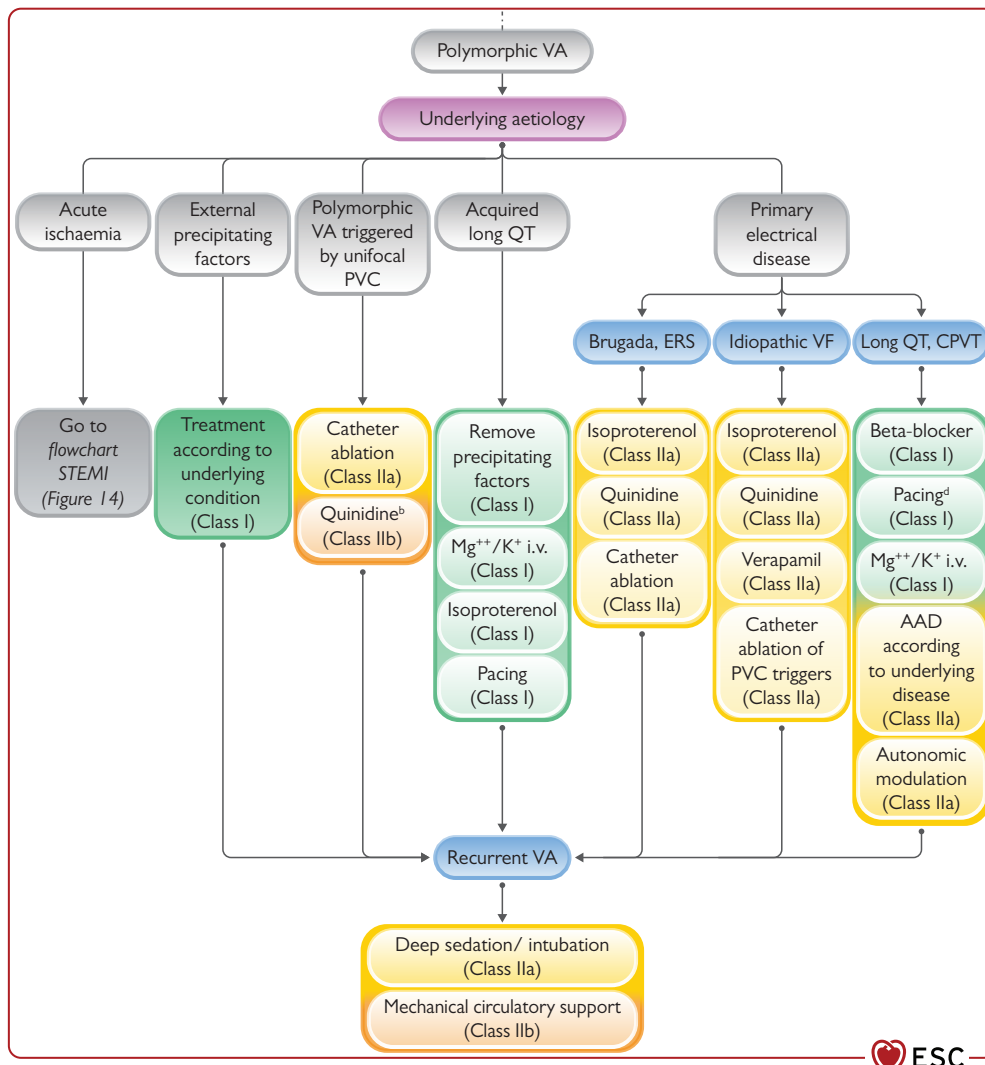 Polymorphic VA
Underlying aetiology
Acute
ischaemia
External
precipitating
factors
Polymorphic
VA triggered
by unifocal
PVC
Acquired
long QT
Primary
electrical
disease
Brugada, ERS
Idiopathic VF
Long QT, CPVT
Go to
flowchart
STEMI
(Figure 14)
Treatment
according to
underlying
condition
(Class I)
Catheter
ablation
(Class IIa)
Quinidineᵇ
(Class IIb)
Remove
precipitating
factors
(Class I)
Mg⁺⁺/K⁺ i.v.
(Class I)
Isoproterenol
(Class I)
Pacing
(Class I)
Isoproterenol
(Class IIa)
Quinidine
(Class IIa)
Catheter
ablation
(Class IIa)
Isoproterenol
(Class IIa)
Quinidine
(Class IIa)
Verapamil
(Class IIa)
Catheter
ablation of
PVC triggers
(Class IIa)
Beta-blocker
(Class I)
Pacingᵈ
(Class I)
Mg⁺⁺/K⁺ i.v.
(Class I)
AAD
according
to underlying
disease
(Class IIa)
Autonomic
modulation
(Class IIa)
Recurrent VA
Deep sedation/ intubation
(Class IIa)
Mechanical circulatory support
(Class IIb)
ESC